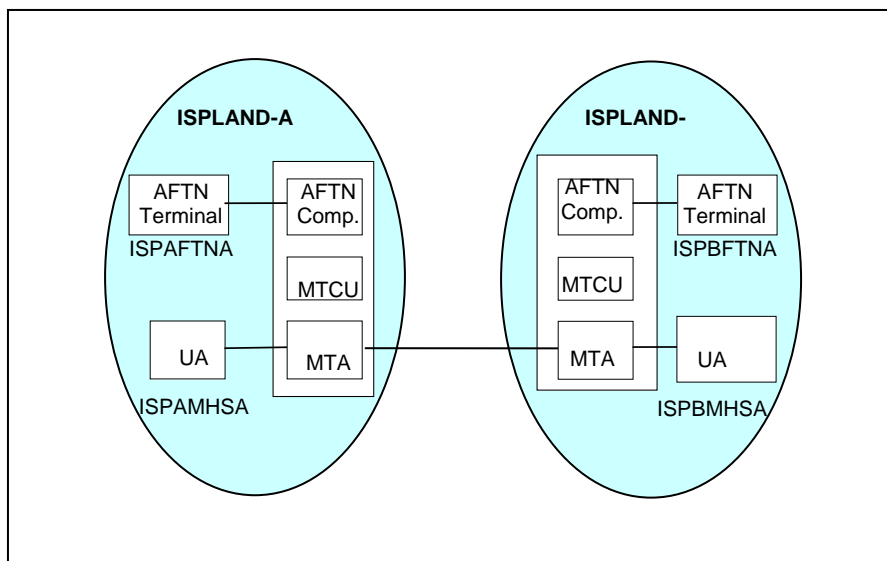 ISPLAND-A
AFTN
Terminal
ISPAFTNA
AFTN
Comp.
MTCU
UA
MTA
ISPAMHSA
ISPLAND-
AFTN
Comp.
AFTN
Terminal
ISPBFTNA
MTCU
MTA
UA
ISPBMHSA